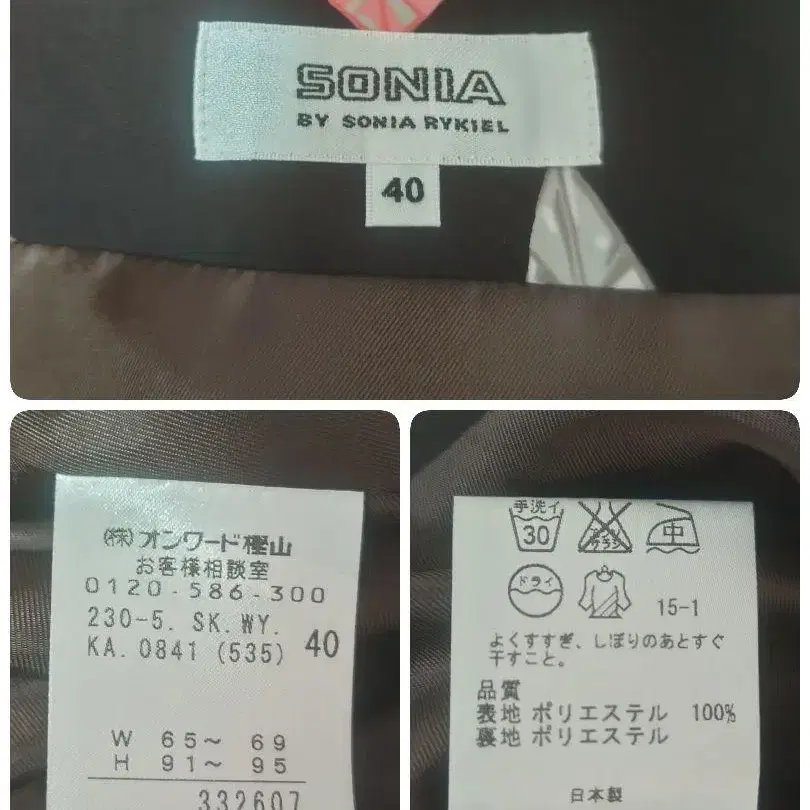 SONIA
BY SONIA RYKIEL
40
(株)オンワード樫山
お客様相談室
0120-586-300
230-5. SK.WY.
KA.0841 (535) 40
W 65~ 69
H 91~ 95
332607
手洗イ
30
中
ドライ
15-1
よくすすぎ、しぼりのあとすぐ
干すこと。
品質
表地 ポリエステル 100%
裏地 ポリエステル
日本製